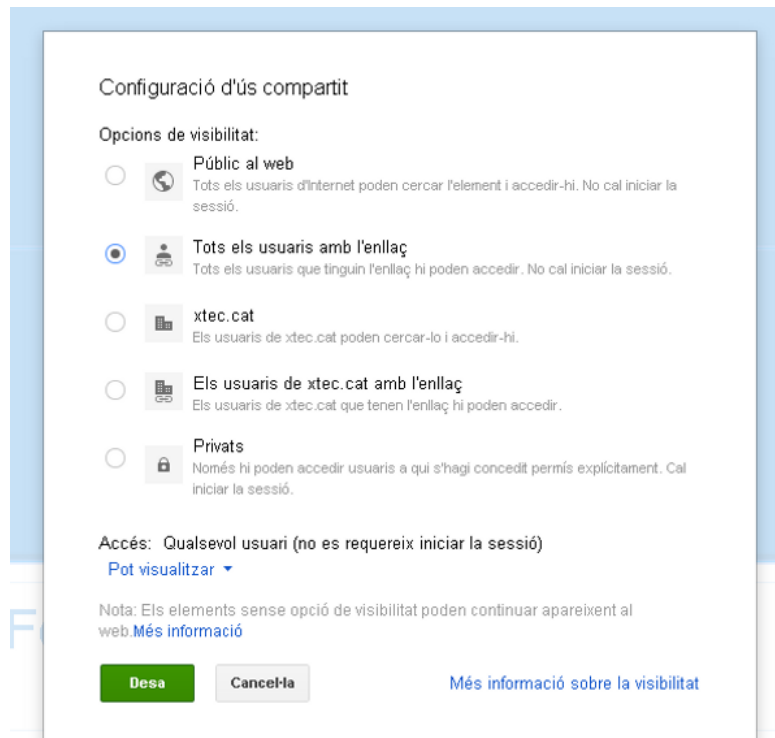 Configuració d'ús compartit
Opcions de visibilitat:
Públic al web
Tots els usuaris d'Internet poden cercar l'element i accedir-hi. No cal iniciar la
sessió.
Tots els usuaris amb l'enllaç
Tots els usuaris que tinguin l'enllaç hi poden accedir. No cal iniciar la sessió.
xtec.cat
Els usuaris de xtec.cat poden cercar-lo i accedir-hi.
Els usuaris de xtec.cat amb l'enllaç
Els usuaris de xtec.cat que tenen l'enllaç hi poden accedir.
Privats
Només hi poden accedir usuaris a qui s'hagi concedit permís explícitament. Cal
iniciar la sessió.
Accés: Qualsevol usuari (no es requereix iniciar la sessió)
Pot visualitzar
Nota: Els elements sense opció de visibilitat poden continuar apareixent al
web.Més informació
Desa Cancel·la Més informació sobre la visibilitat